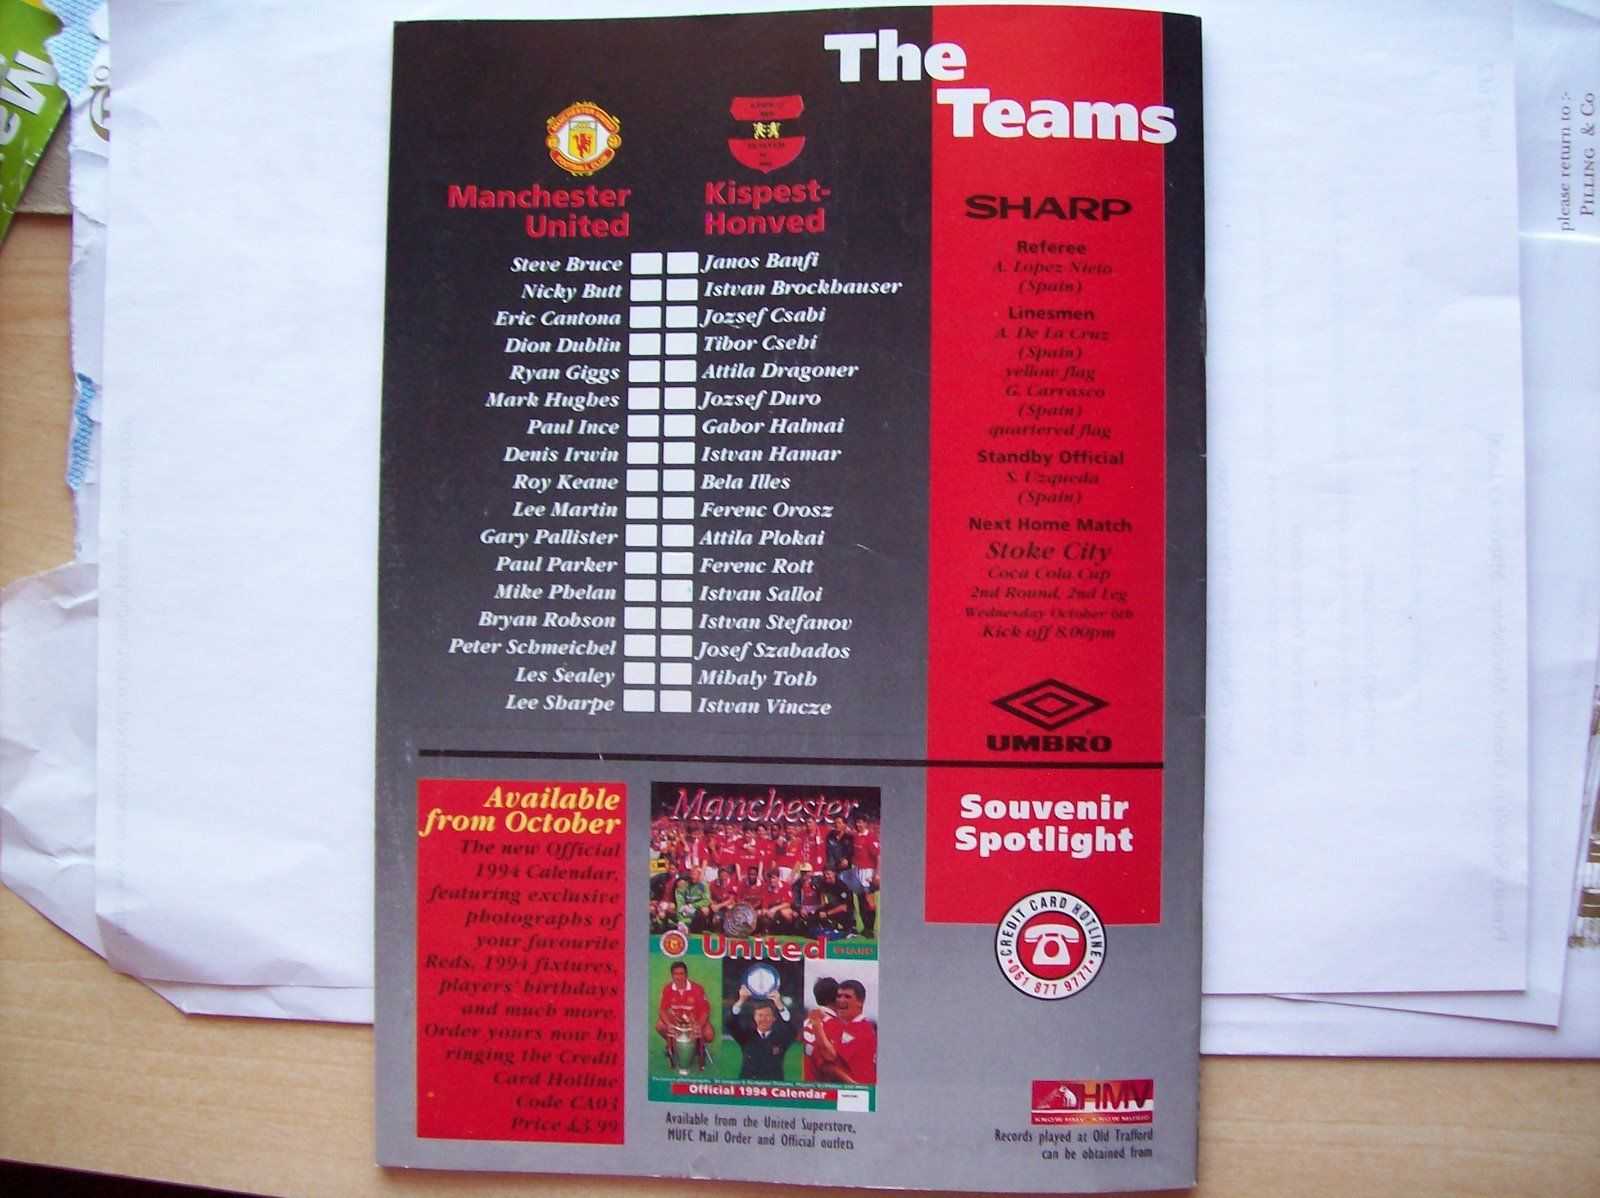 The
Teams
Manchester
United
Kispest-
Honved
Steve Bruce
Nicky Butt
Eric Cantona
Dion Dublin
Ryan Giggs
Mark Hughes
Paul Ince
Denis Irwin
Roy Keane
Lee Martin
Gary Pallister
Paul Parker
Mike Phelan
Bryan Robson
Peter Schmeichel
Les Sealey
Lee Sharpe
Janos Banfi
Istvan Brockhauser
Jozsef Csabi
Tibor Csehi
Attila Dragoner
Jozsef Duro
Gabor Halmai
Istvan Hamar
Bela Illes
Ferenc Orosz
Attila Plokai
Ferenc Rott
Istvan Salloi
Istvan Stefanov
Josef Szabados
Mihaly Toth
Istvan Vincze
SHARP
Referee
A. Lopez Nieto
(Spain)
Linesmen
A. De La Cruz
(Spain)
yellow flag
G. Carrasco
(Spain)
quartered flag
Standby Official
S. Uzqueda
(Spain)
Next Home Match
Stoke City
Coca Cola Cup
2nd Round, 2nd Leg
Wednesday October 6th
Kick off 8.00pm
UMBRO
Available
from October
The new Official
1994 Calendar,
featuring exclusive
photographs of
your favourite
Reds, 1994 fixtures,
players' birthdays
and much more.
Order yours now by
ringing the Credit
Card Hotline
Code CA03
Price £3.99
Manchester
United
SHARP
Official 1994 Calendar
Available from the United Superstore,
MUFC Mail Order and Official outlets
Souvenir
Spotlight
CREDIT CARD HOTLINE
061 877 9777
HMV
KNOW HMV · KNOW MUSIC
Records played at Old Trafford
can be obtained from
please return to :-
PILLING & Co